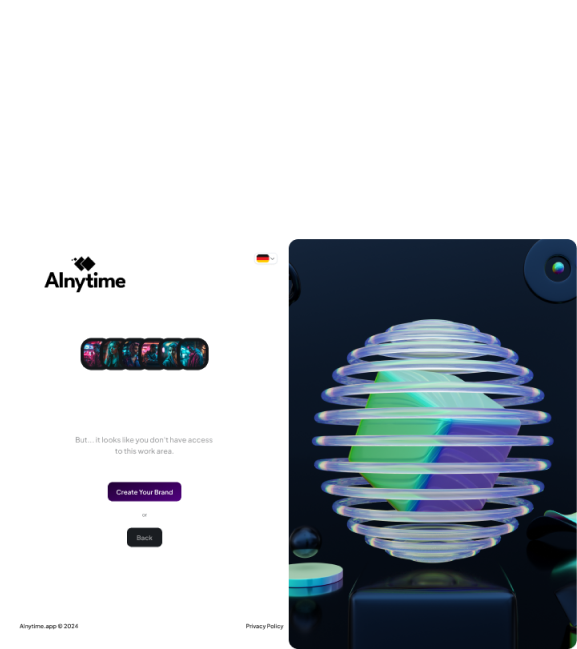 AInytime
But... it looks like you don't have access
to this work area.
Create Your Brand
or
Back
AInytime.app © 2024
Privacy Policy